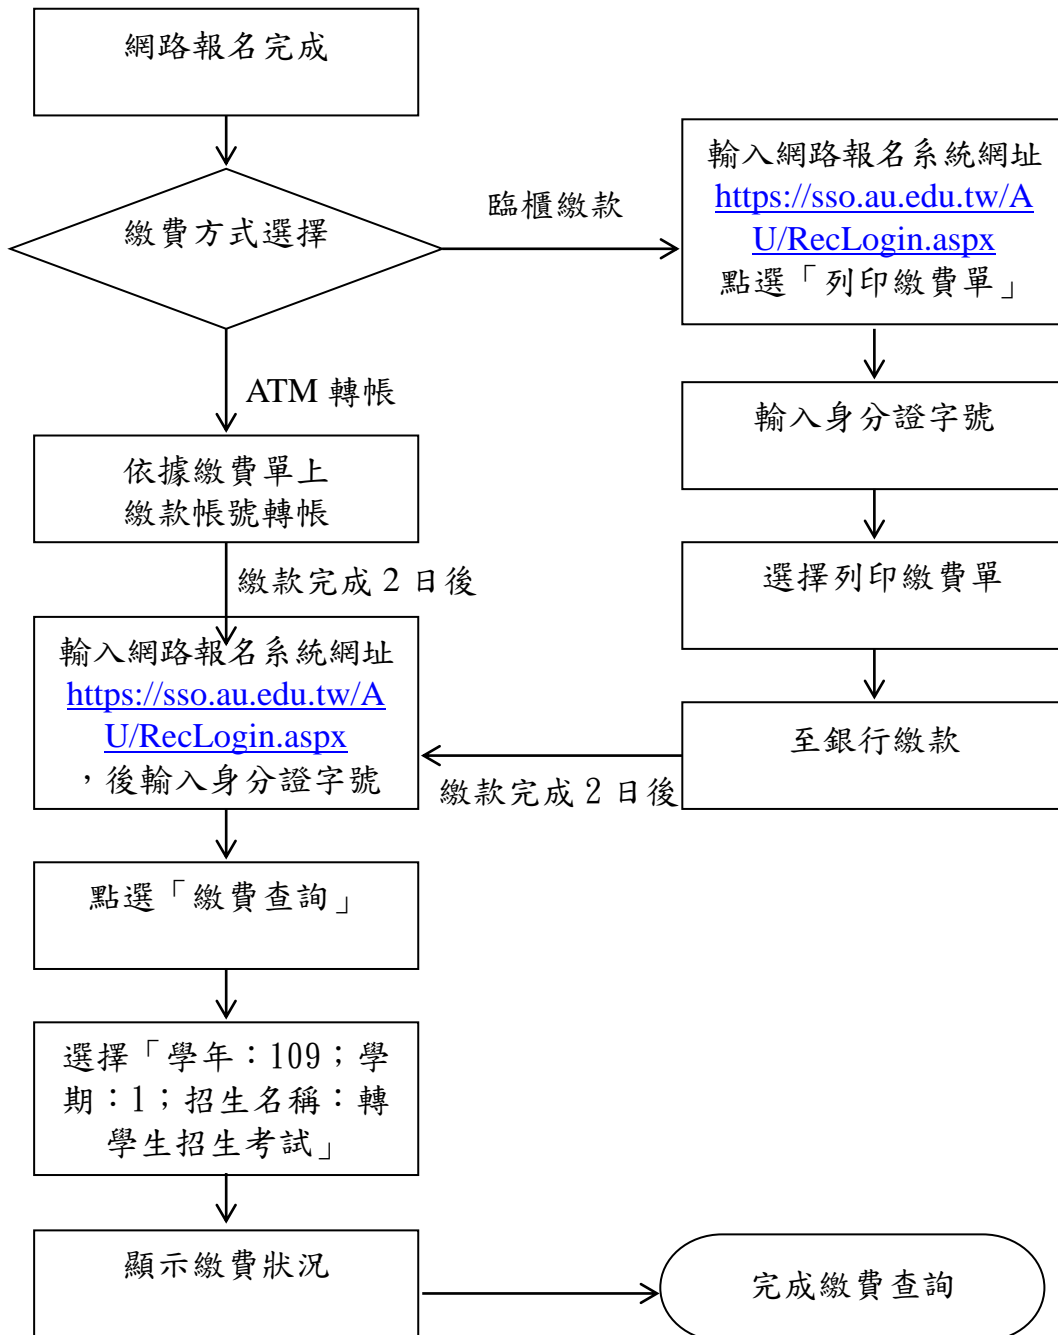 網路報名完成
繳費方式選擇
臨櫃繳款
輸入網路報名系統網址
https://sso.au.edu.tw/A
U/RecLogin.aspx
點選「列印繳費單」
輸入身分證字號
選擇列印繳費單
至銀行繳款
繳款完成 2 日後
ATM 轉帳
依據繳費單上
繳款帳號轉帳
繳款完成 2 日後
輸入網路報名系統網址
https://sso.au.edu.tw/A
U/RecLogin.aspx
，後輸入身分證字號
點選「繳費查詢」
選擇「學年：109；學
期：1；招生名稱：轉
學生招生考試」
顯示繳費狀況
完成繳費查詢